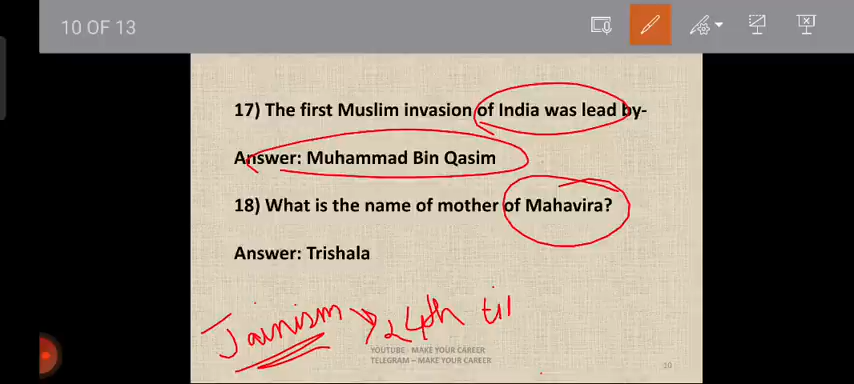 10 OF 13
17) The first Muslim invasion of India was lead by-
Answer: Muhammad Bin Qasim
18) What is the name of mother of Mahavira?
Answer: Trishala
Jainism → 24th
YOUTUBE - MAKE YOUR CAREER
TELEGRAM – MAKE YOUR CAREER
10